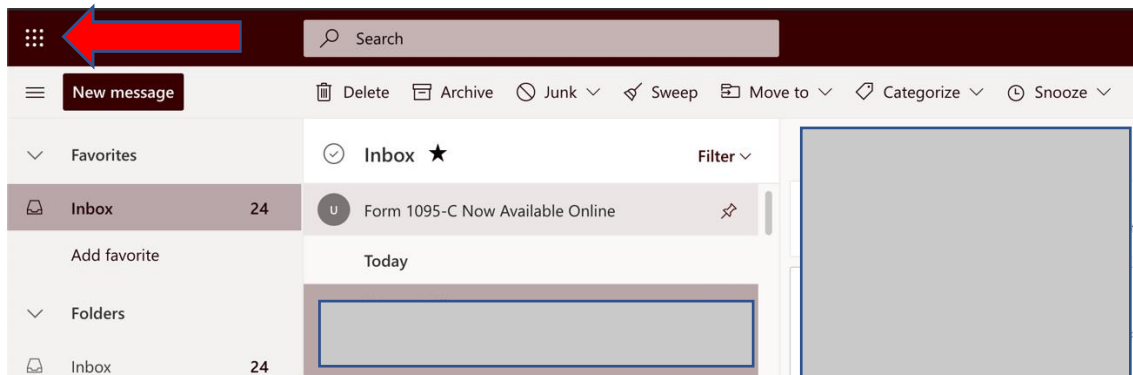 Search
New message
Delete Archive Junk Sweep Move to Categorize Snooze
Favorites
Inbox 24
Add favorite
Folders
Inbox 24
Inbox ★ Filter
U Form 1095-C Now Available Online
Today